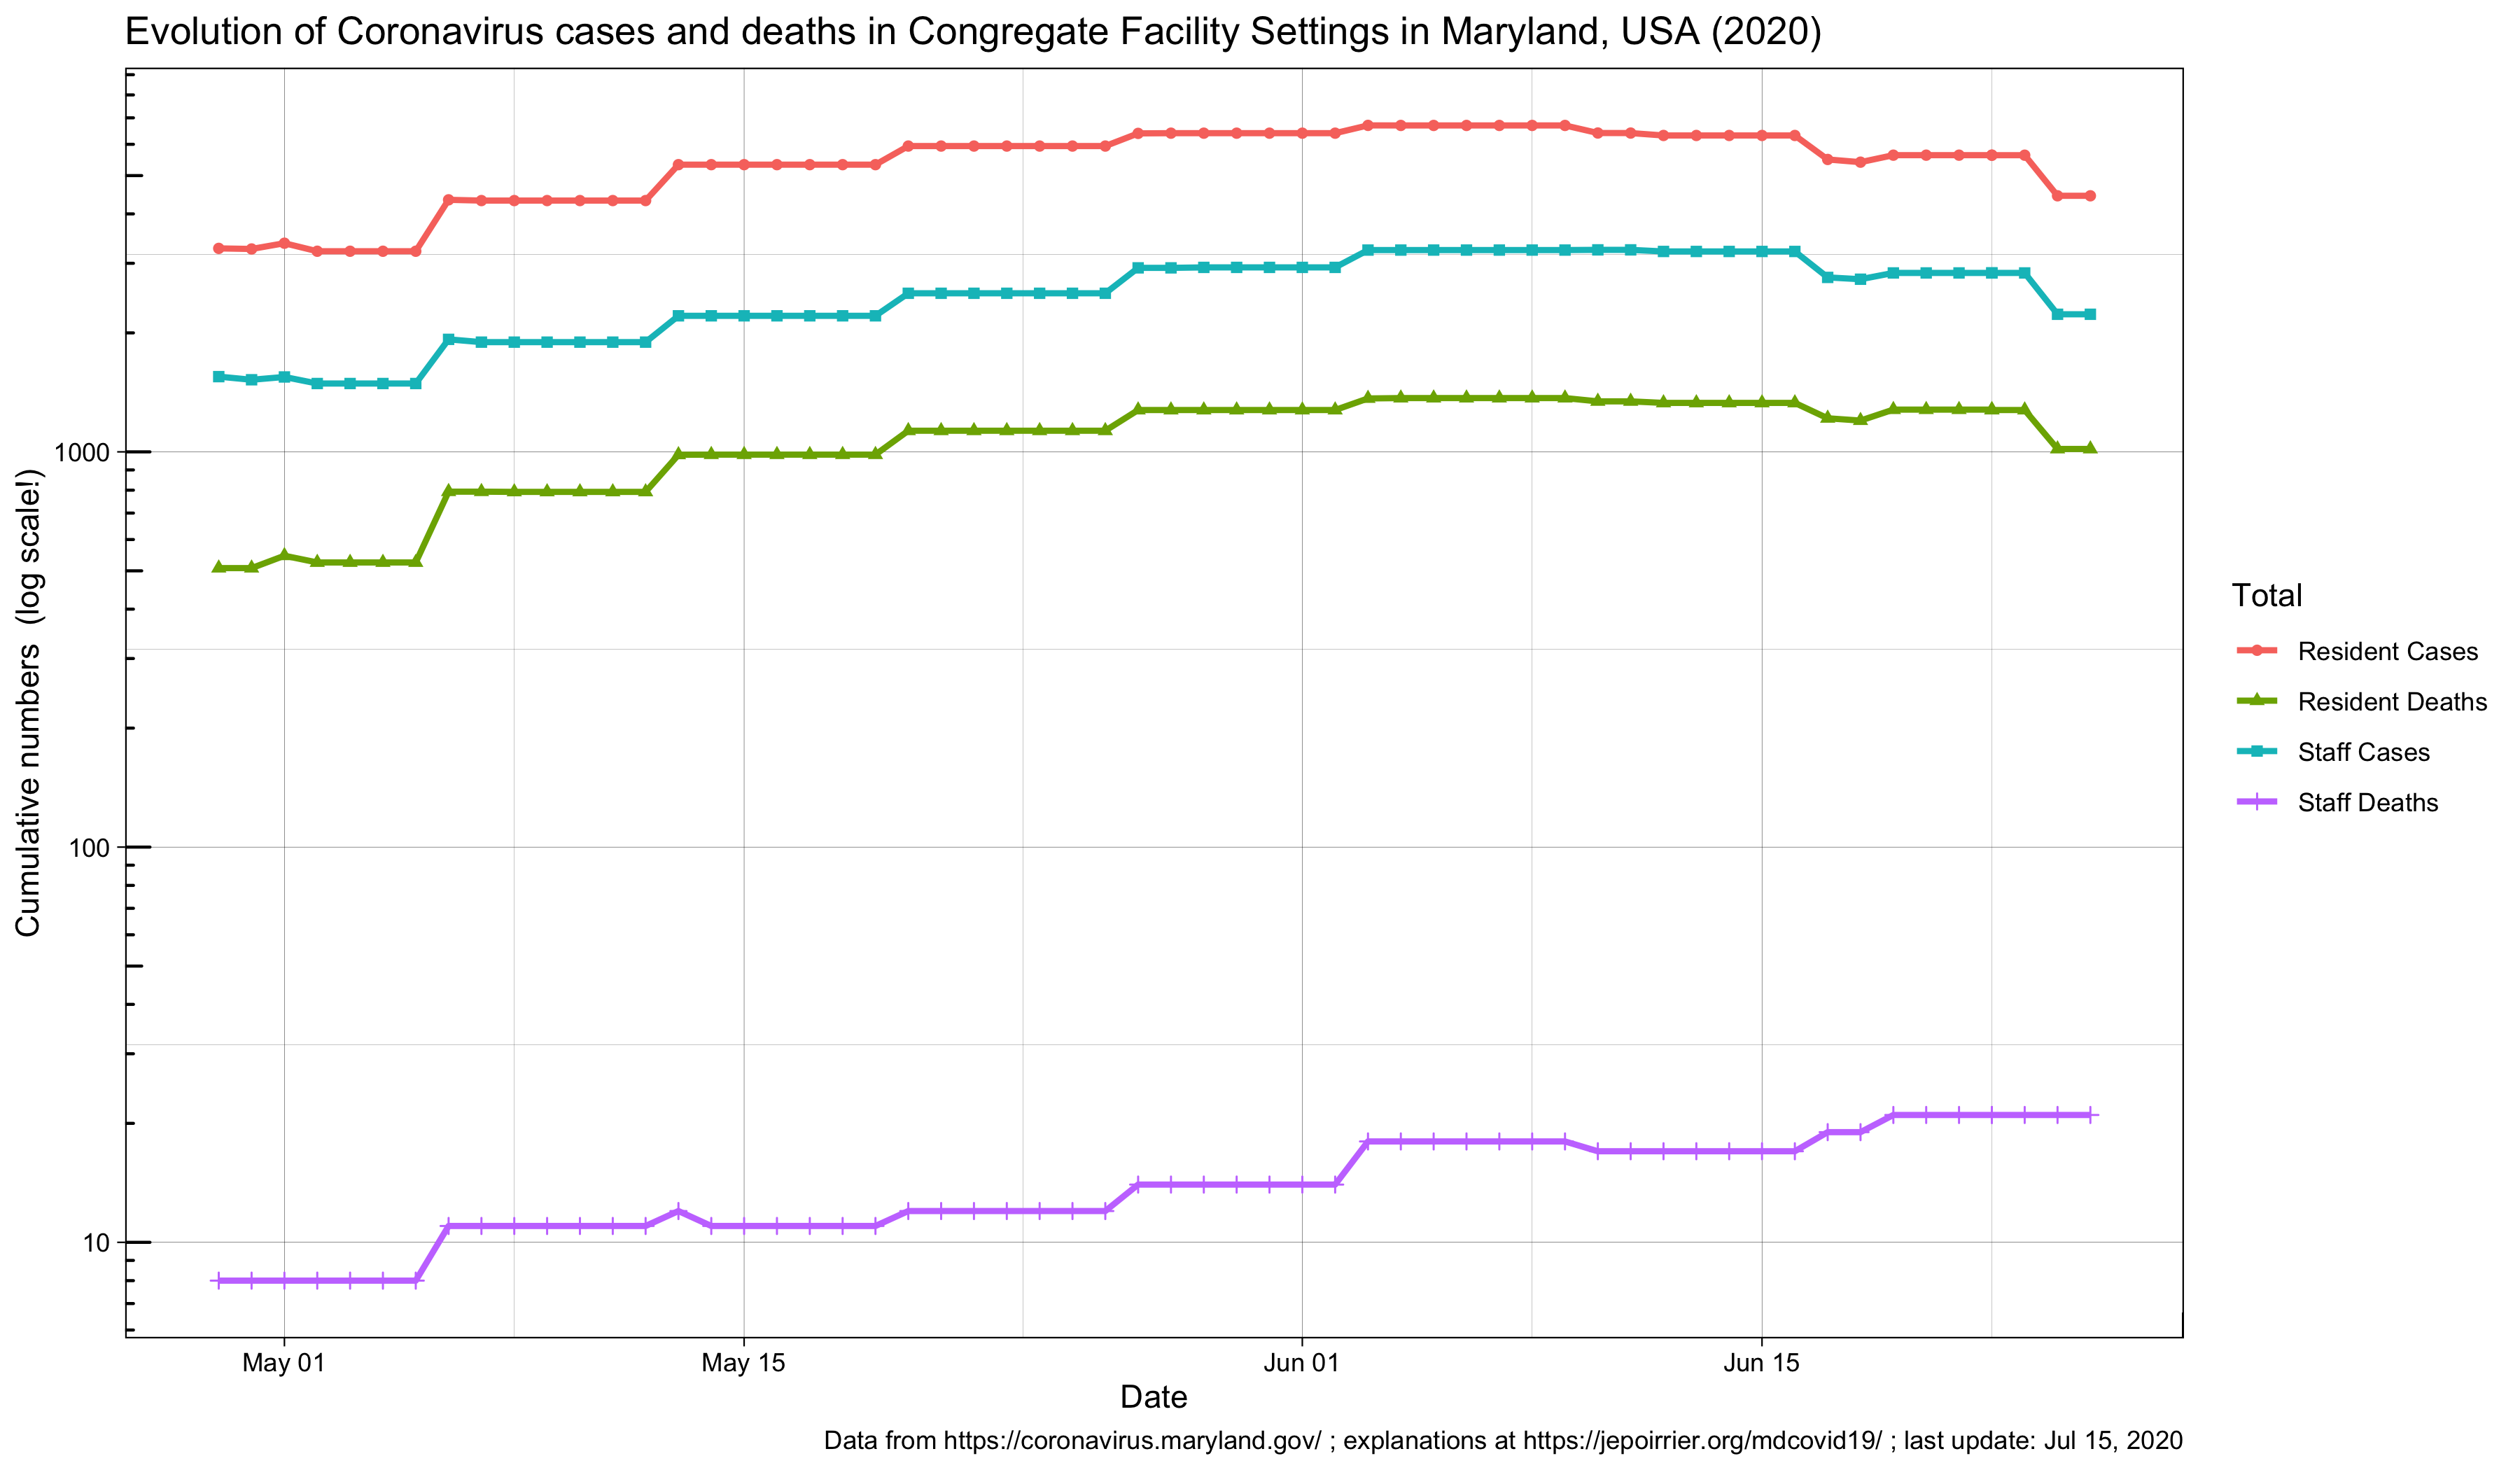 Evolution of Coronavirus cases and deaths in Congregate Facility Settings in Maryland, USA (2020)
Cumulative numbers  (log scale!)
1000
100
10
May 01
May 15
Jun 01
Jun 15
Date
Total
Resident Cases
Resident Deaths
Staff Cases
Staff Deaths
Data from https://coronavirus.maryland.gov/ ; explanations at https://jepoirrier.org/mdcovid19/ ; last update: Jul 15, 2020